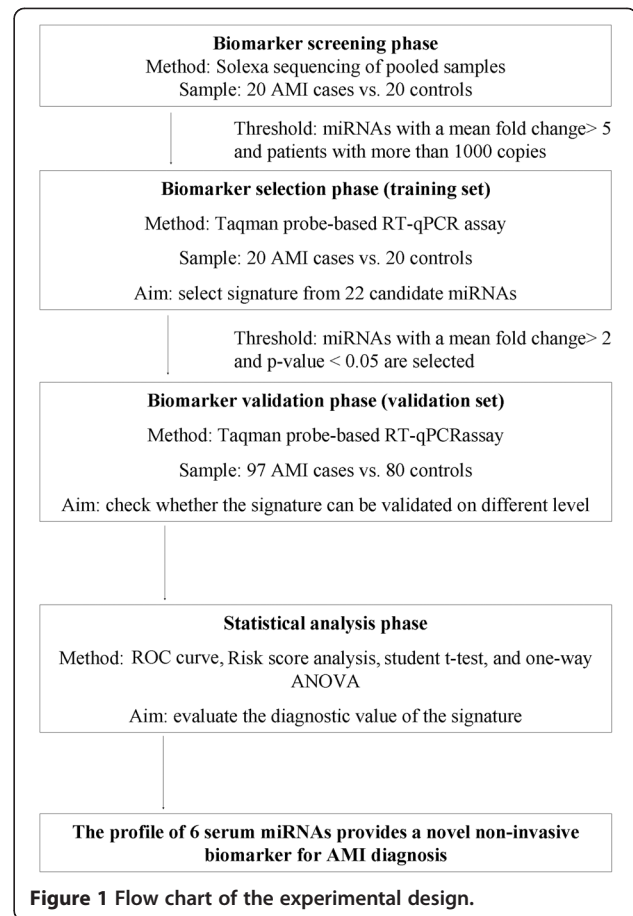 Biomarker screening phase
Method: Solexa sequencing of pooled samples
Sample: 20 AMI cases vs. 20 controls
Threshold: miRNAs with a mean fold change> 5
and patients with more than 1000 copies
Biomarker selection phase (training set)
Method: Taqman probe-based RT-qPCR assay
Sample: 20 AMI cases vs. 20 controls
Aim: select signature from 22 candidate miRNAs
Threshold: miRNAs with a mean fold change> 2
and p-value < 0.05 are selected
Biomarker validation phase (validation set)
Method: Taqman probe-based RT-qPCRassay
Sample: 97 AMI cases vs. 80 controls
Aim: check whether the signature can be validated on different level
Statistical analysis phase
Method: ROC curve, Risk score analysis, student t-test, and one-way
ANOVA
Aim: evaluate the diagnostic value of the signature
The profile of 6 serum miRNAs provides a novel non-invasive
biomarker for AMI diagnosis
Figure 1 Flow chart of the experimental design.